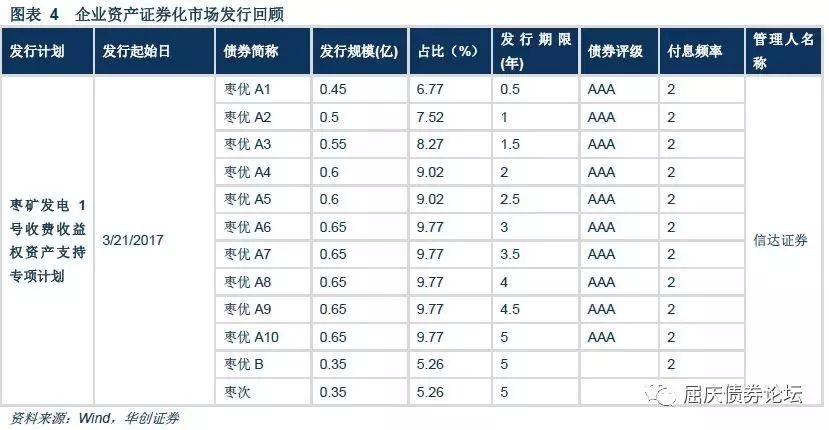 图表 4 企业资产证券化市场发行回顾
发行计划 发行起始日 债券简称 发行规模(亿) 占比（%） 发行期限(年) 债券评级 付息频率 管理人名称
枣矿发电 1号收费收益权资产支持专项计划 3/21/2017 信达证券
枣优 A1 0.45 6.77 0.5 AAA 2
枣优 A2 0.5 7.52 1 AAA 2
枣优 A3 0.55 8.27 1.5 AAA 2
枣优 A4 0.6 9.02 2 AAA 2
枣优 A5 0.6 9.02 2.5 AAA 2
枣优 A6 0.65 9.77 3 AAA 2
枣优 A7 0.65 9.77 3.5 AAA 2
枣优 A8 0.65 9.77 4 AAA 2
枣优 A9 0.65 9.77 4.5 AAA 2
枣优 A10 0.65 9.77 5 AAA 2
枣优 B 0.35 5.26 5 2
枣次 0.35 5.26 5
屈庆债券论坛
资料来源：Wind，华创证券